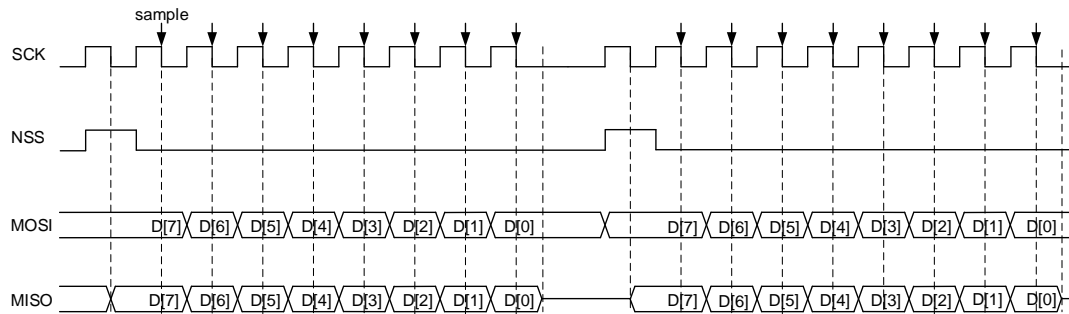 sample
SCK
NSS
MOSI D[7] D[6] D[5] D[4] D[3] D[2] D[1] D[0] D[7] D[6] D[5] D[4] D[3] D[2] D[1] D[0]
MISO D[7] D[6] D[5] D[4] D[3] D[2] D[1] D[0] D[7] D[6] D[5] D[4] D[3] D[2] D[1] D[0]